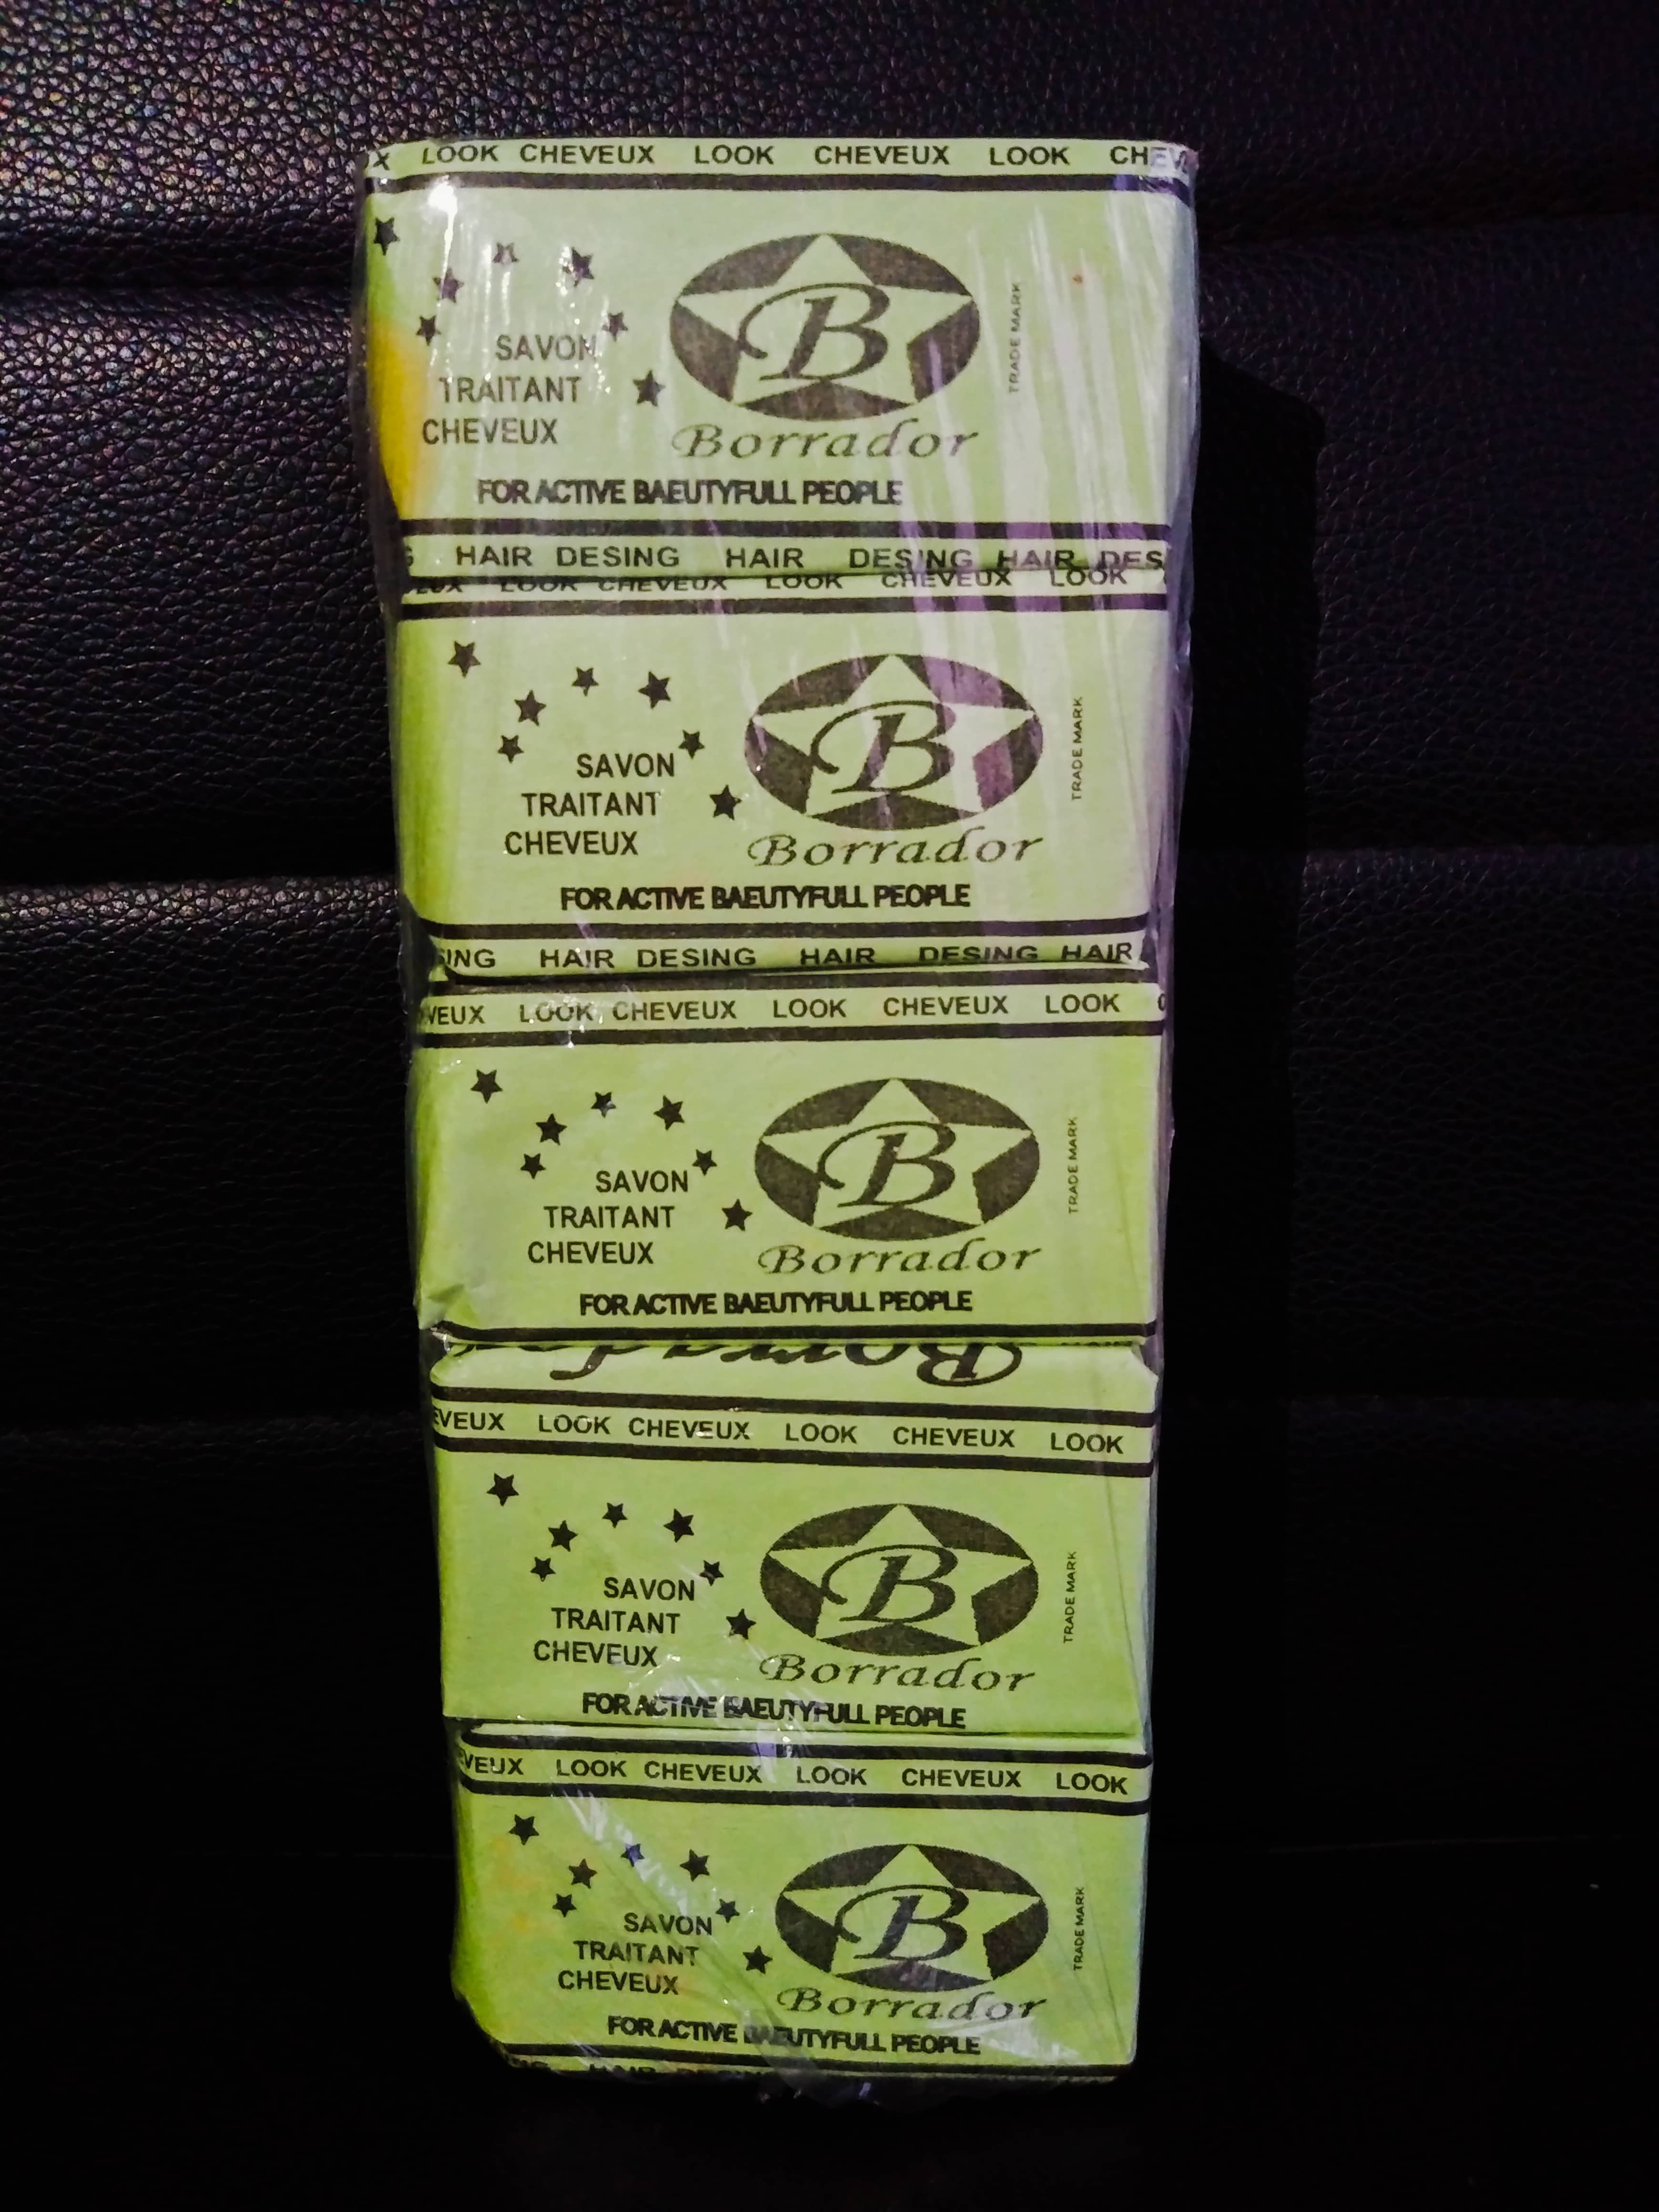 LOOK CHEVEUX LOOK CHEVEUX LOOK
SAVON
TRAITANT
CHEVEUX
B
Borrador
TRADE MARK
FOR ACTIVE BAEUTYFULL PEOPLE
HAIR DESING HAIR DESING HAIR
LOOK CHEVEUX LOOK CHEVEUX LOOK
SAVON
TRAITANT
CHEVEUX
B
Borrador
TRADE MARK
FOR ACTIVE BAEUTYFULL PEOPLE
HAIR DESING HAIR DESING HAIR
LOOK CHEVEUX LOOK CHEVEUX LOOK
SAVON
TRAITANT
CHEVEUX
B
Borrador
TRADE MARK
FOR ACTIVE BAEUTYFULL PEOPLE
Borrador
LOOK CHEVEUX LOOK CHEVEUX LOOK
SAVON
TRAITANT
CHEVEUX
B
Borrador
TRADE MARK
FOR ACTIVE BAEUTYFULL PEOPLE
LOOK CHEVEUX LOOK CHEVEUX LOOK
SAVON
TRAITANT
CHEVEUX
B
Borrador
TRADE MARK
FOR ACTIVE BAEUTYFULL PEOPLE